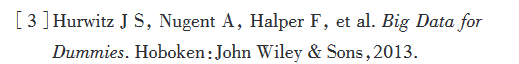 [ 3 ] Hurwitz J S, Nugent A, Halper F, et al. Big Data for
Dummies. Hoboken:John Wiley & Sons,2013.